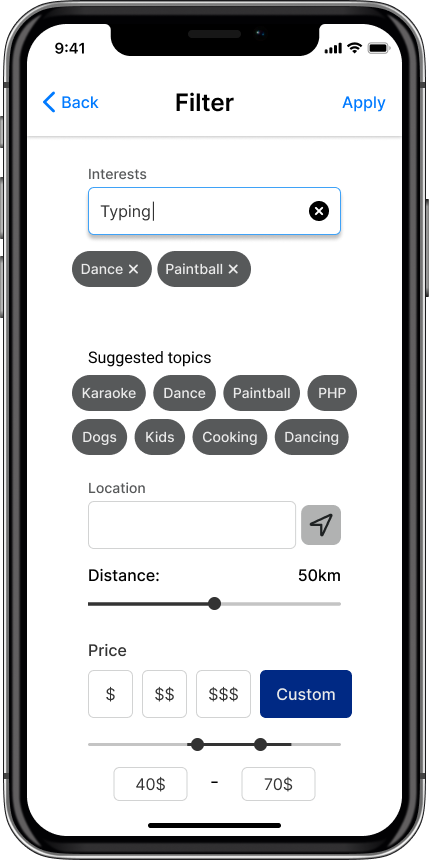 9:41
Back Filter Apply
Interests
Typing
Dance Paintball
Suggested topics
Karaoke Dance Paintball PHP
Dogs Kids Cooking Dancing
Location
Distance: 50km
Price
$ $$ $$$ Custom
40$ - 70$